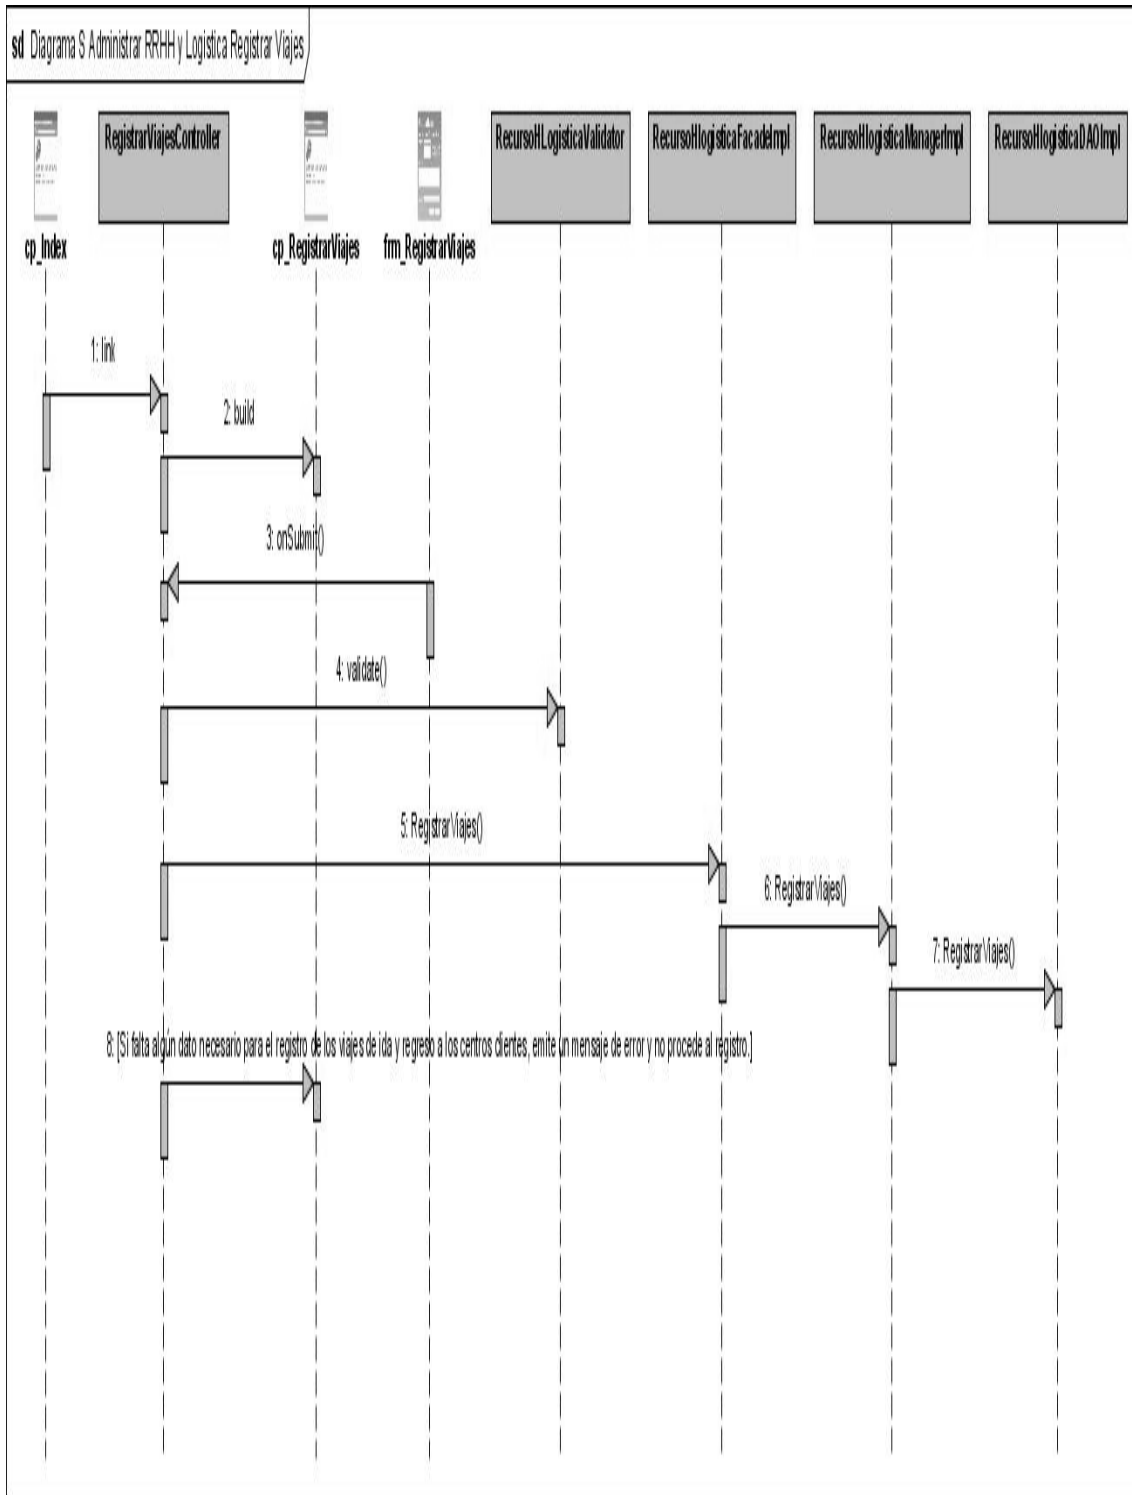 sd Diagrama S Administrar RRHH y Logistica Registrar Viajes
RegistrarViajesController
RecursoHLogisticaValidator
RecursoHlogisticaFacadeImpl
RecursoHlogisticaManagerImpl
RecursoHlogisticaDAOImpl
cp_Index
cp_RegistrarViajes
frm_RegistrarViajes
1: link
2: build
3: onSubmit()
4: validate()
5: RegistrarViajes()
6: RegistrarViajes()
7: RegistrarViajes()
8: [Si falta algún dato necesario para el registro de los viajes de ida y regreso a los centros clientes, emite un mensaje de error y no procede al registro.]